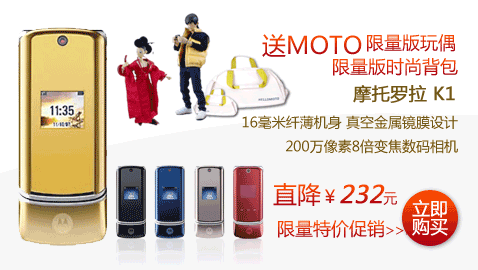 送MOTO 限量版玩偶
限量版时尚背包
摩托罗拉 K1
16毫米纤薄机身 真空金属镜膜设计
200万像素8倍变焦数码相机
直降￥232元
限量特价促销>>
立即
购买
11:35